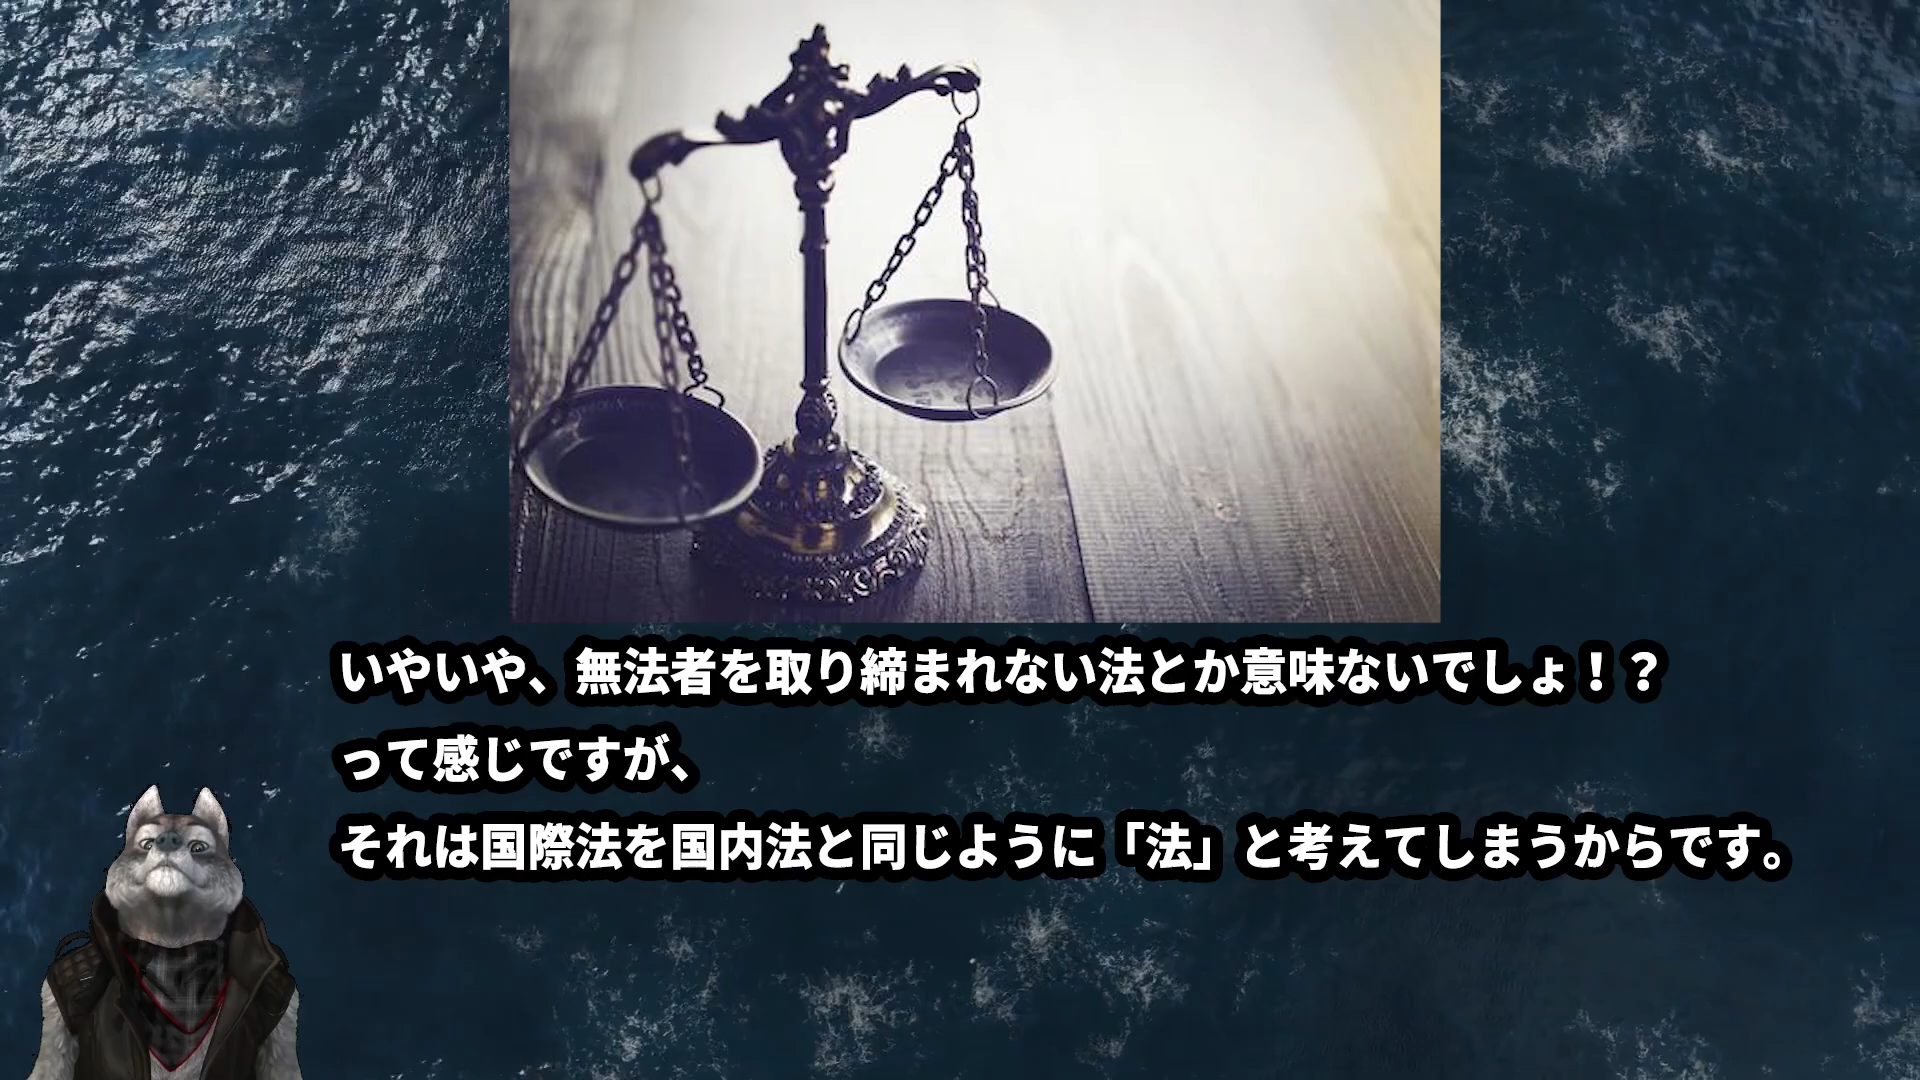 いやいや、無法者を取り締まれない法とか意味ないでしょ！？
って感じですが、
それは国際法を国内法と同じように「法」と考えてしまうからです。